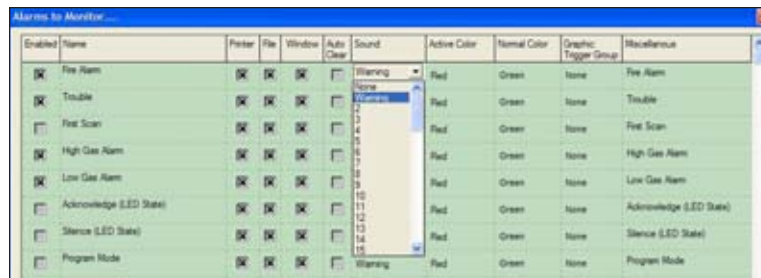 Alarms to Monitor....
Enabled Name Printer File Window Auto Clear Sound Active Color Normal Color Graphic Trigger Group Miscellanous
Fire Alarm Warning Red Green None Fire Alarm
None
Trouble Warning Red Green None Trouble
2
3
First Scan 4 Red Green None First Scan
5
6
High Gas Alarm 7 Red Green None High Gas Alarm
8
Low Gas Alarm 9 Red Green None Low Gas Alarm
10
11
Acknowledge (LED State) 12 Red Green None Acknowledge (LED State)
13
Silence (LED State) 14 Red Green None Silence (LED State)
15
Program Mode Warning Red Green None Program Mode